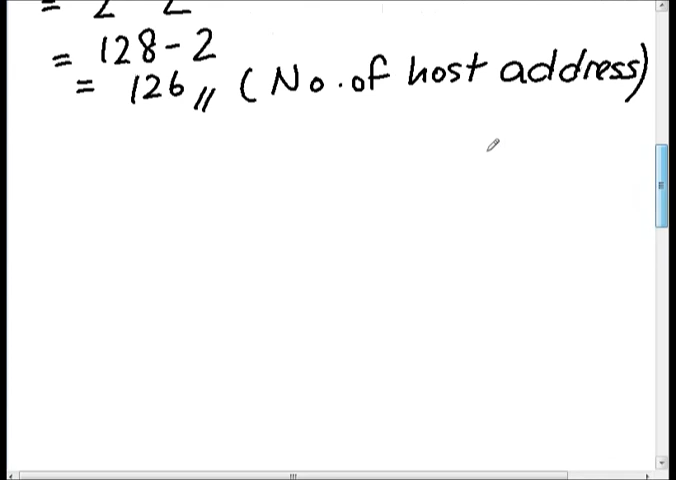 = 128 - 2
= 126 // (No. of host address)